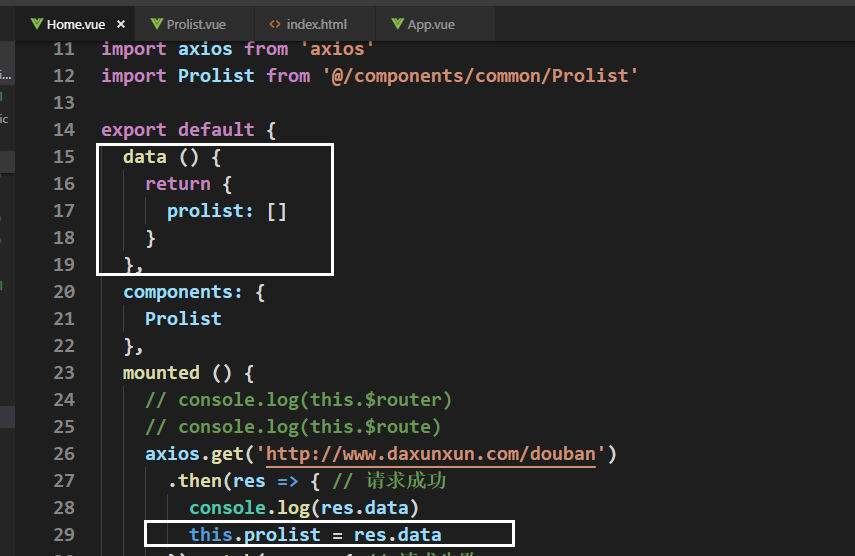 Home.vue × Prolist.vue index.html App.vue
11 import axios from 'axios'
12 import Prolist from '@/components/common/Prolist'
13
14 export default {
15 data () {
16 return {
17 prolist: []
18 }
19 },
20 components: {
21 Prolist
22 },
23 mounted () {
24 // console.log(this.$router)
25 // console.log(this.$route)
26 axios.get('http://www.daxunxun.com/douban')
27 .then(res => { // 请求成功
28 console.log(res.data)
29 this.prolist = res.data